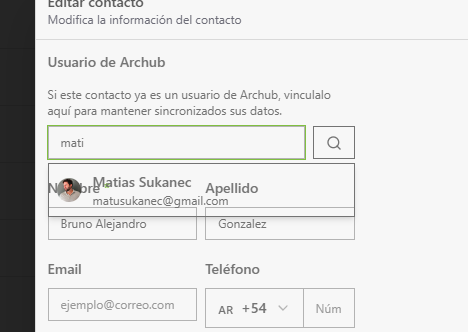 Editar contacto
Modifica la información del contacto
Usuario de Archub
Si este contacto ya es un usuario de Archub, vinculalo
aquí para mantener sincronizados sus datos.
mati
Matias Sukanec
matusukanec@gmail.com
Nombre *
Apellido
Bruno Alejandro
Gonzalez
Email
Teléfono
ejemplo@correo.com
AR +54
Núm